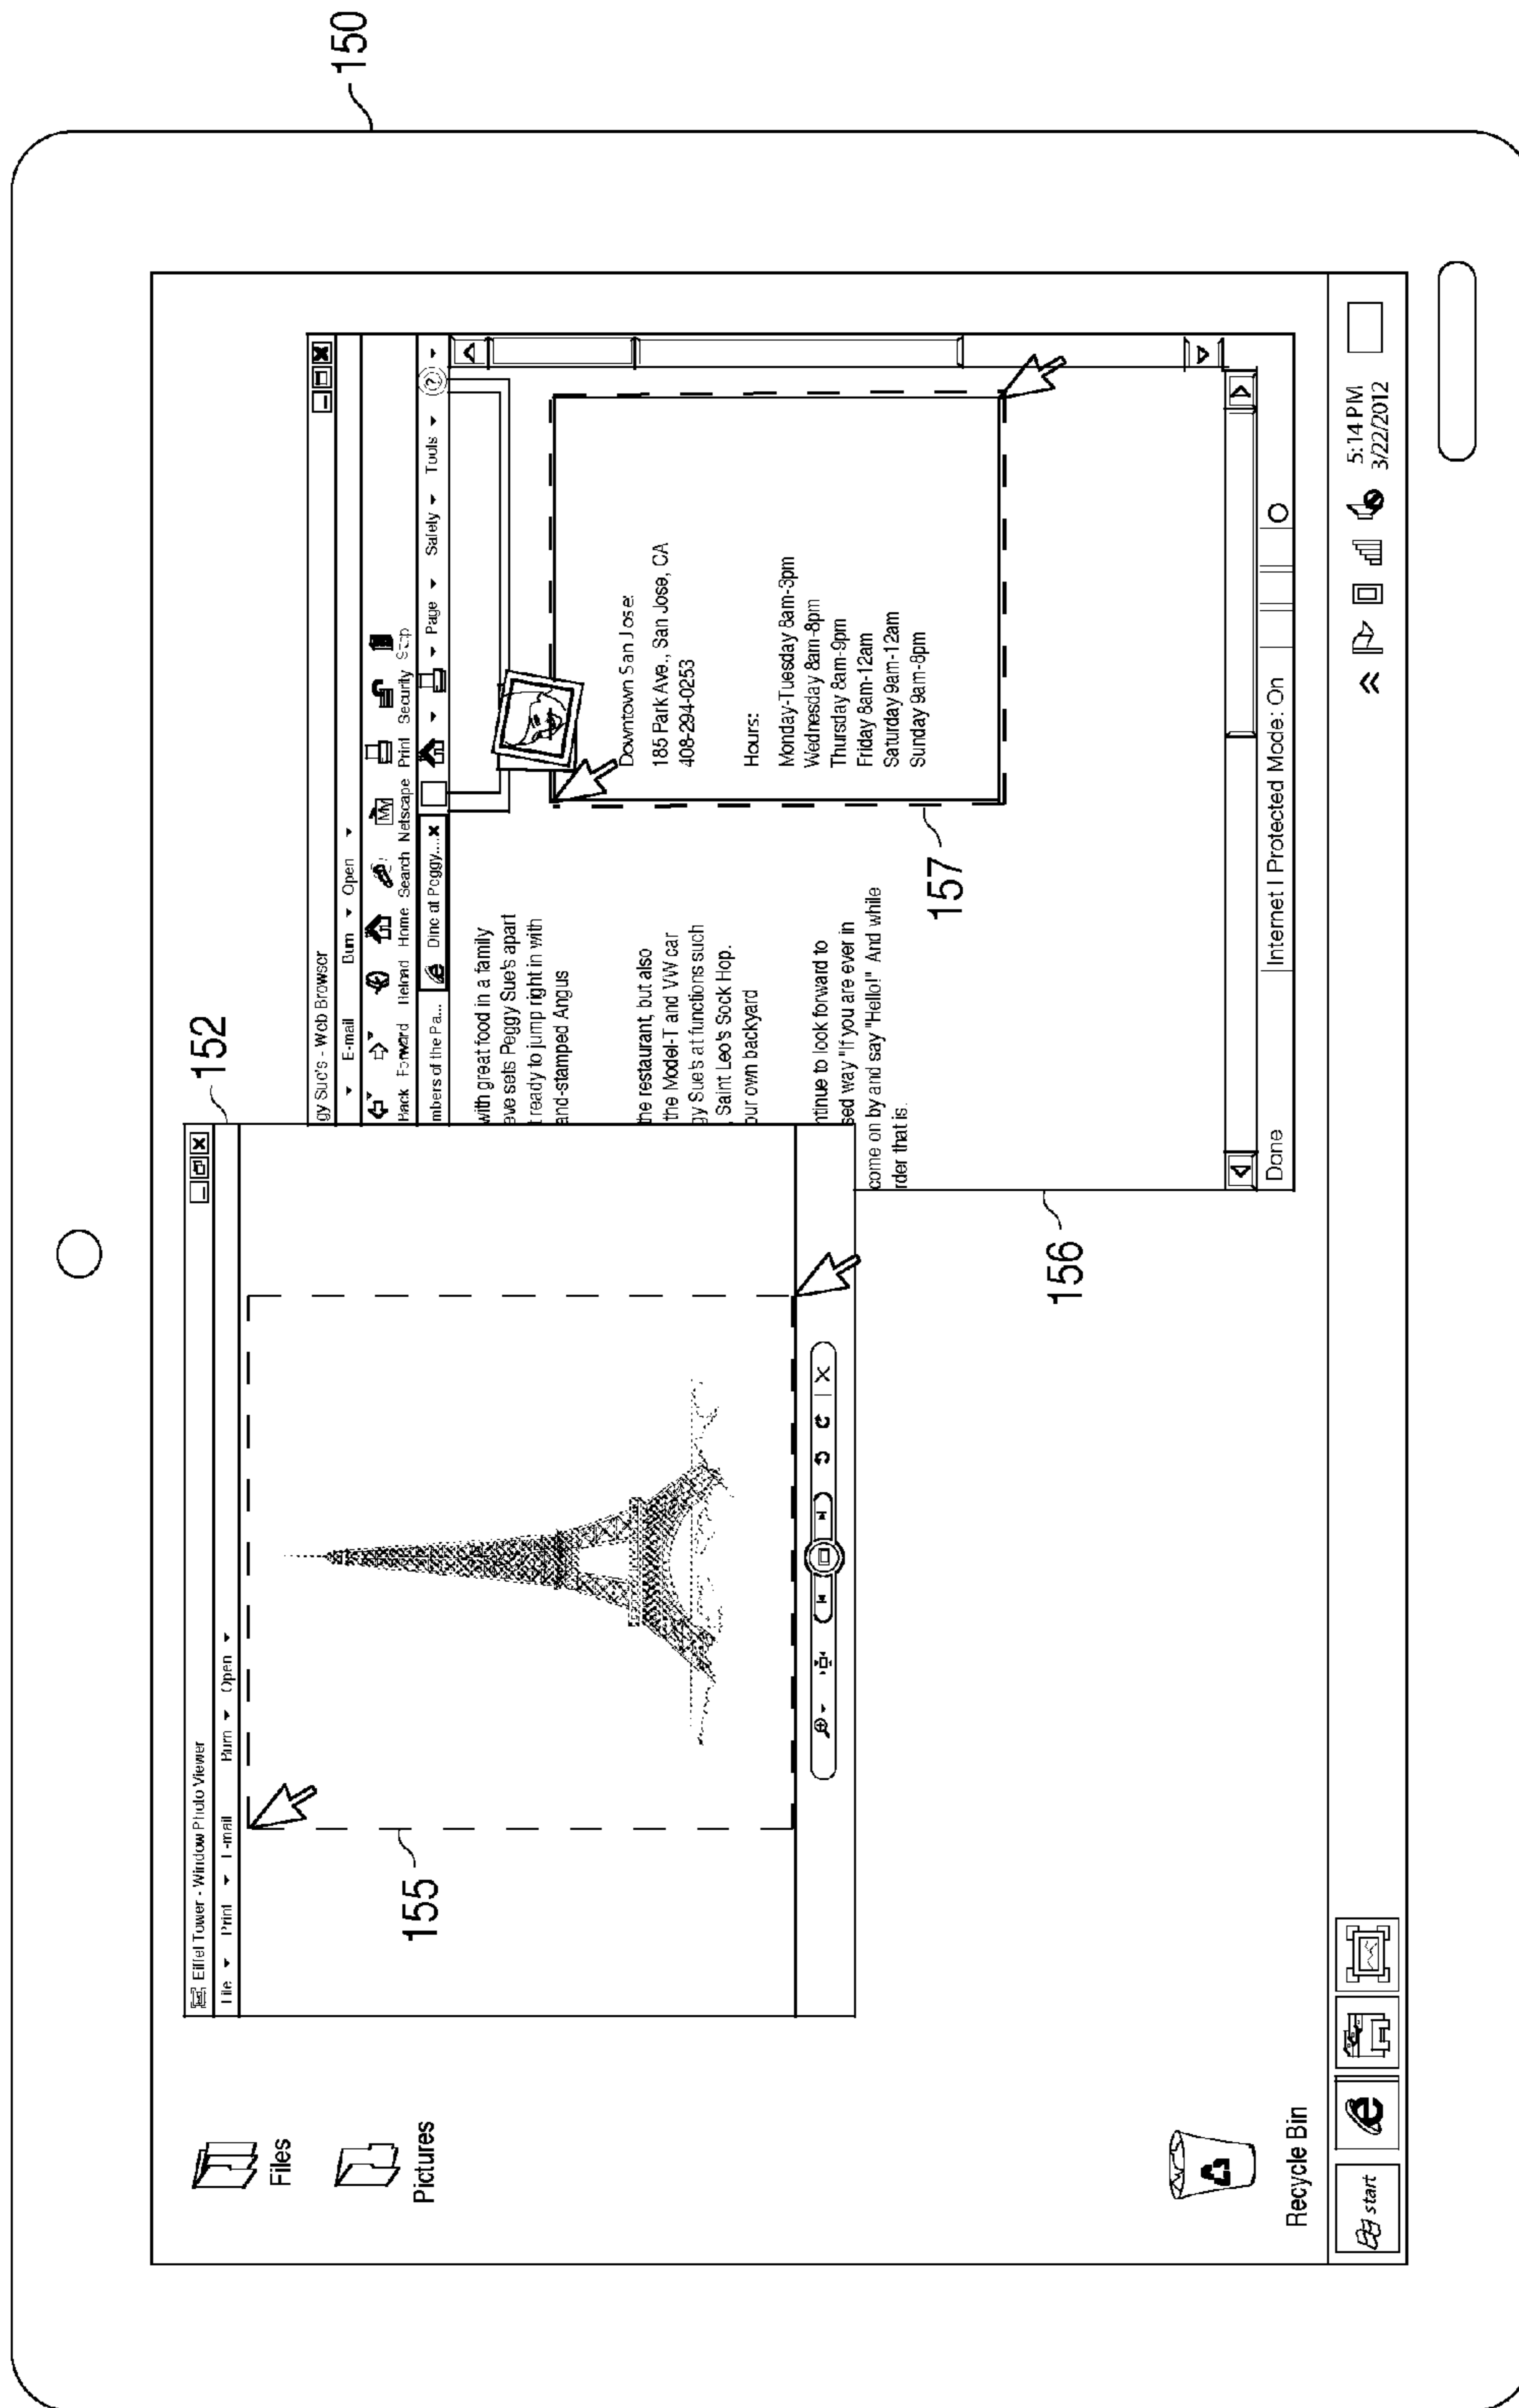 150
152
Eiffel Tower - Window Photo Viewer
File Print E-mail Burn Open
155
Files
Pictures
Recycle Bin
gy Sue's - Web Browser
E-mail Burn Open
Back Forward Reload Home Search Netscape Print Security Stop
My
mbers of the Pa... Dine at Peggy....x Page Safety Tools
with great food in a family
eve sets Peggy Sue's apart
t ready to jump right in with
and-stamped Angus
he restaurant, but also
the Model-T and VW car
gy Sue's at functions such
Saint Leo's Sock Hop.
our own backyard
ntinue to look forward to
sed way "If you are ever in
come on by and say "Hello!" And while
rder that is.
Downtown San Jose:
185 Park Ave., San Jose, CA
408-294-0253
Hours:
Monday-Tuesday 8am-3pm
Wednesday 8am-8pm
Thursday 8am-9pm
Friday 8am-12am
Saturday 9am-12am
Sunday 9am-8pm
157
156
Done Internet | Protected Mode: On
start
5:14 PM
3/22/2012